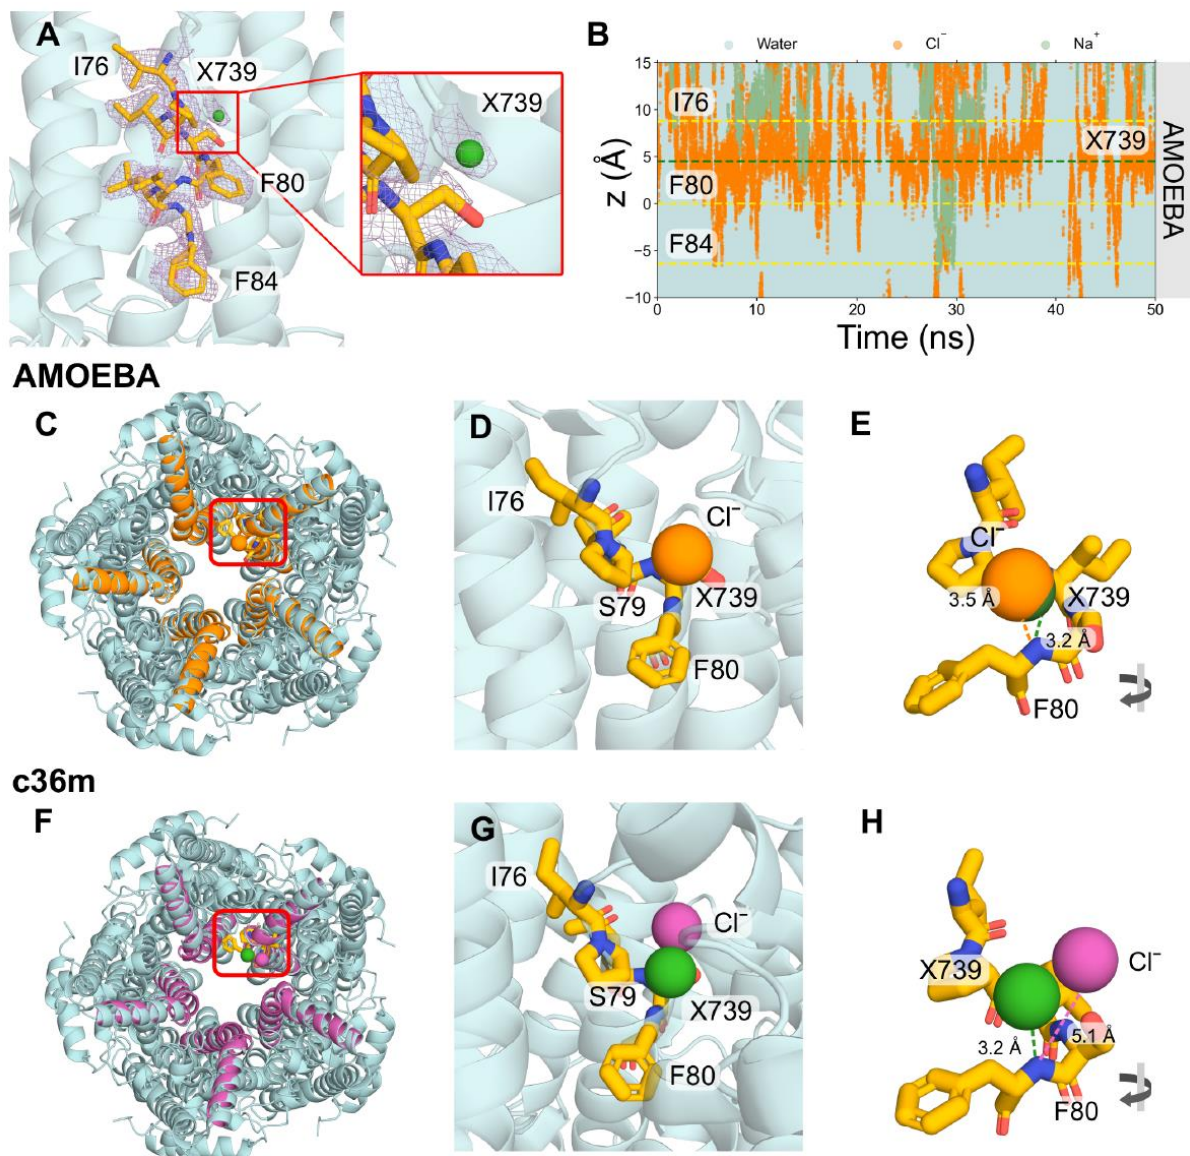 A
I76
X739
F80
F84
X739
B
Water
Cl⁻
Na⁺
15
10
5
0
−5
−10
z (Å)
I76
X739
F80
F84
AMOEBA
0
10
20
30
40
50
Time (ns)
AMOEBA
C
D
I76
Cl⁻
S79
X739
F80
E
Cl⁻
3.5 Å
X739
3.2 Å
F80
c36m
F
G
I76
Cl⁻
S79
X739
F80
H
X739
Cl⁻
3.2 Å
5.1 Å
F80